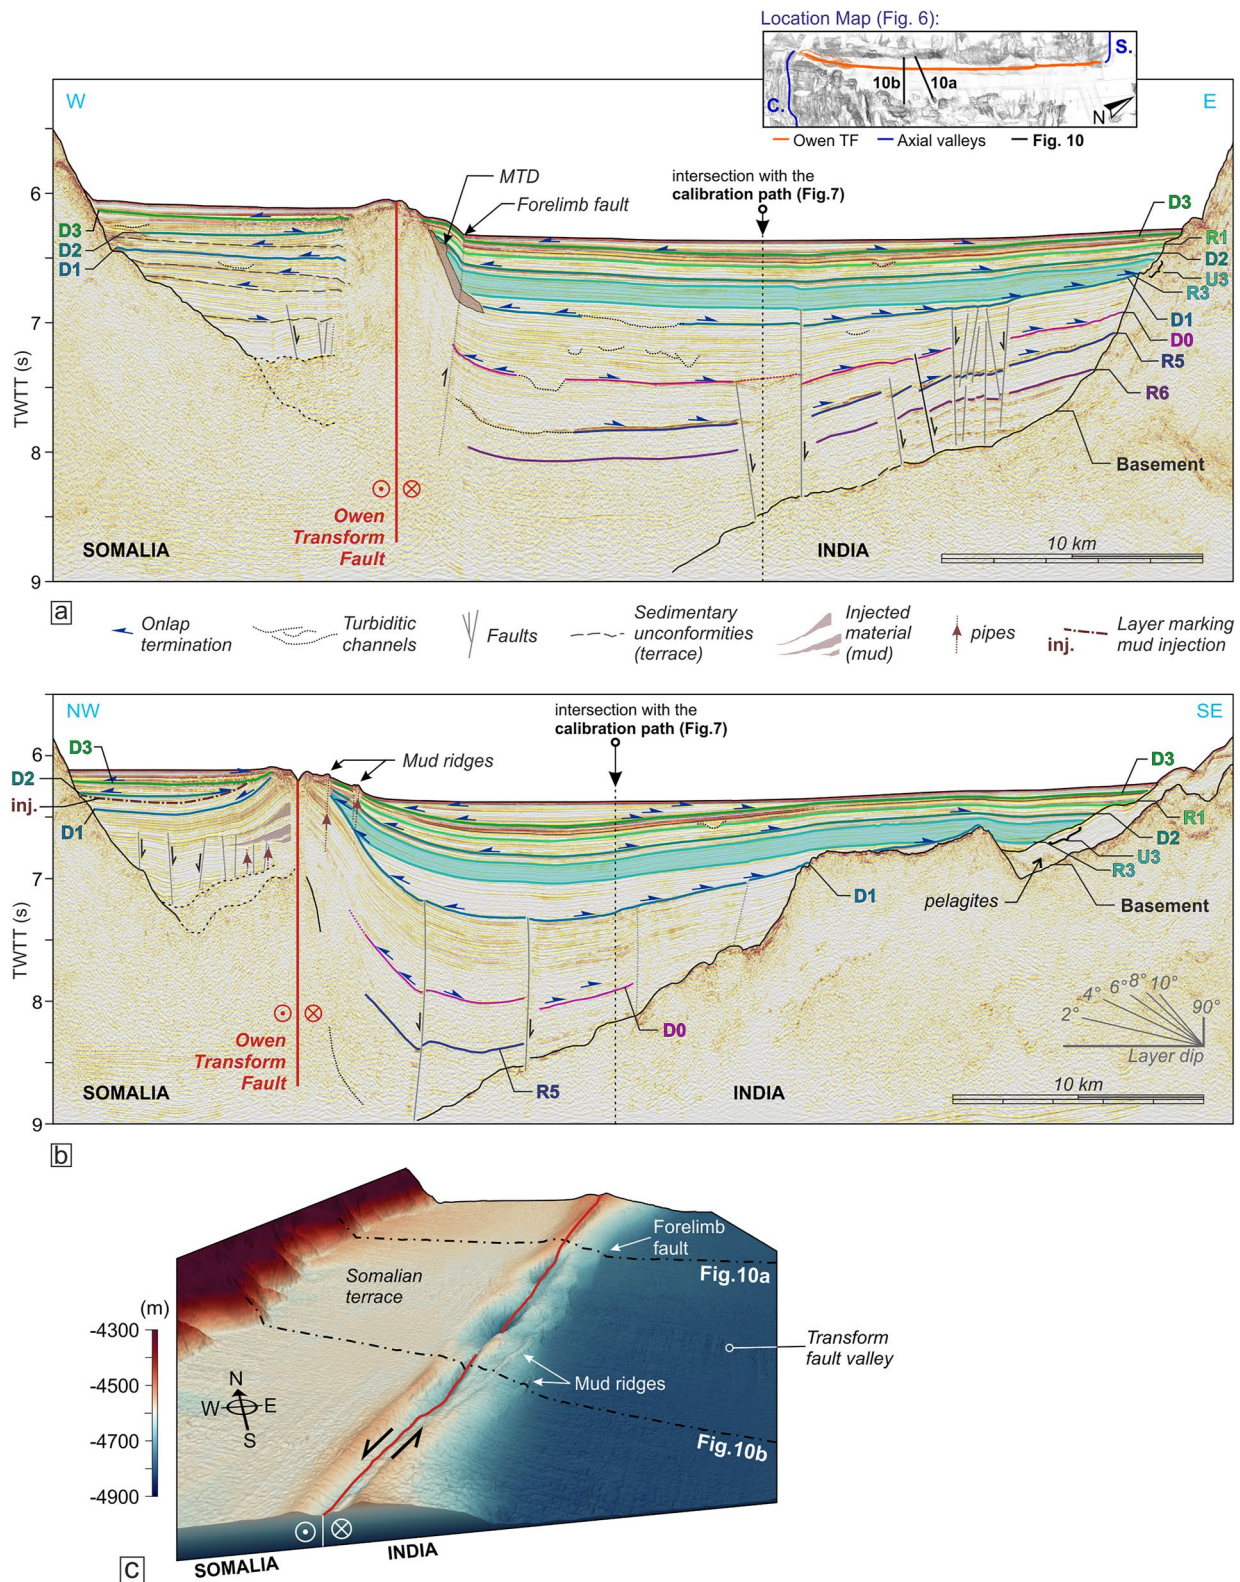 Location Map (Fig. 6):
S.
10b
10a
C.
N
Owen TF
Axial valleys
Fig. 10
W
E
intersection with the
calibration path (Fig.7)
MTD
Forelimb fault
6
7
8
9
TWTT (s)
D3
D2
D1
D3
R1
D2
U3
R3
D1
D0
R5
R6
Basement
Owen
Transform
Fault
SOMALIA
INDIA
10 km
a
Onlap
termination
Turbiditic
channels
Faults
Sedimentary
unconformities
(terrace)
Injected
material
(mud)
pipes
inj.
Layer marking
mud injection
NW
SE
intersection with the
calibration path (Fig.7)
Mud ridges
6
7
8
9
TWTT (s)
D3
D2
inj.
D1
D3
R1
D2
U3
R3
D1
pelagites
Basement
D0
R5
2°
4°
6°
8°
10°
90°
Layer dip
Owen
Transform
Fault
SOMALIA
INDIA
10 km
b
Forelimb
fault
Fig.10a
Somalian
terrace
(m)
-4300
-4500
-4700
-4900
Transform
fault valley
Mud ridges
N
W
E
S
Fig.10b
SOMALIA
INDIA
c